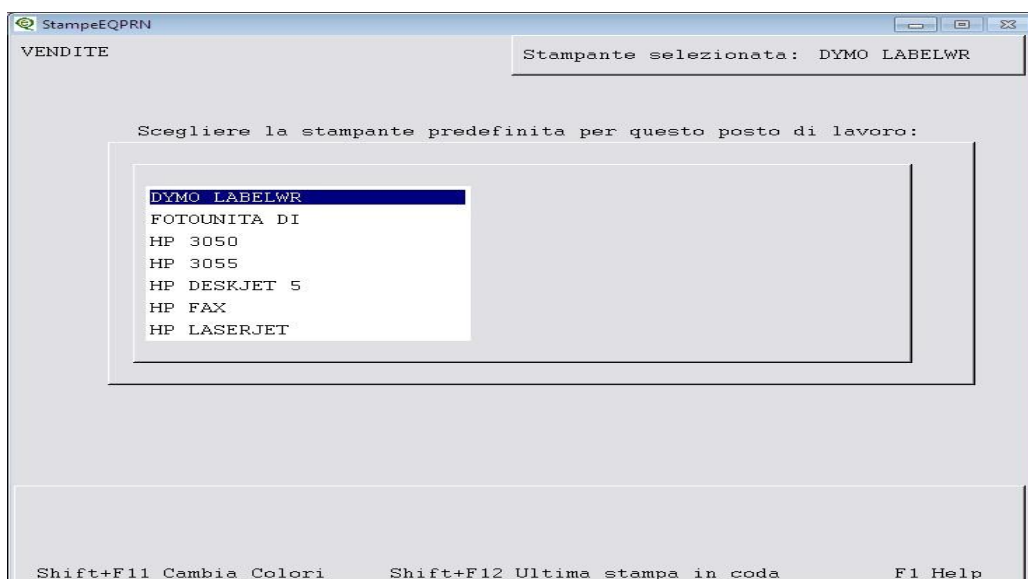 StampeEQPRN
VENDITE
Stampante selezionata: DYMO LABELWR
Scegliere la stampante predefinita per questo posto di lavoro:
DYMO LABELWR
FOTOUNITA DI
HP 3050
HP 3055
HP DESKJET 5
HP FAX
HP LASERJET
Shift+F11 Cambia Colori Shift+F12 Ultima stampa in coda F1 Help